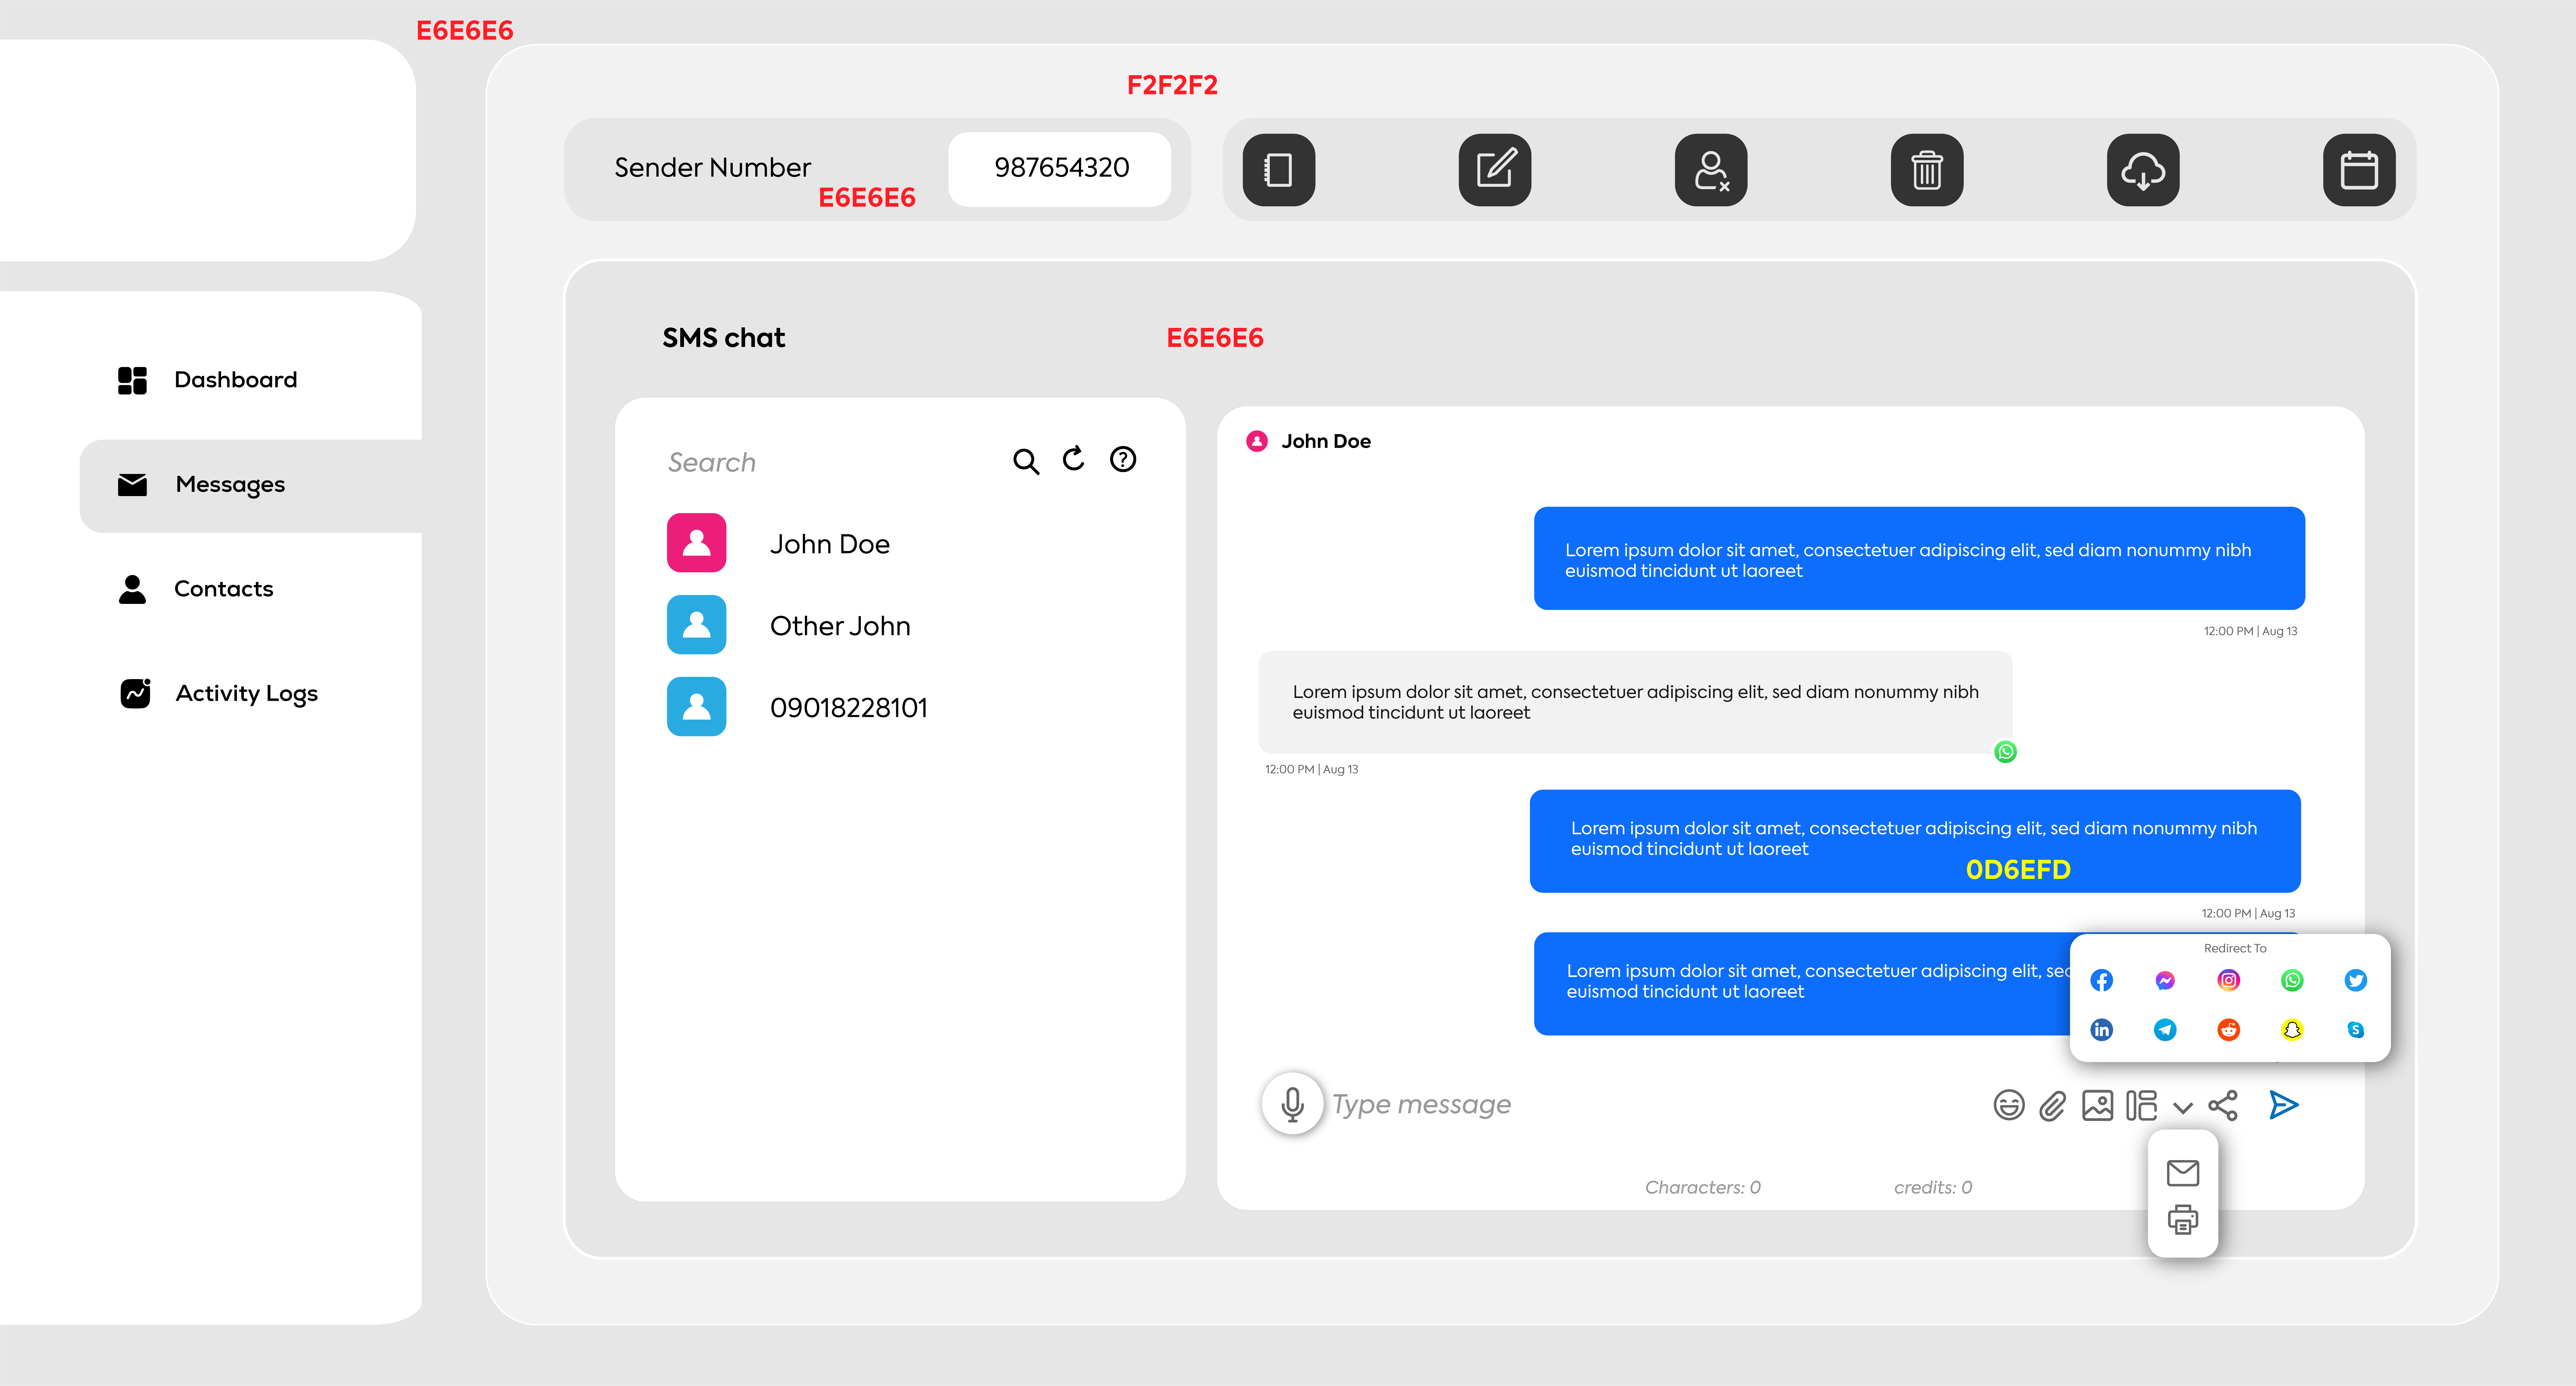 E6E6E6
F2F2F2
Sender Number
987654320
E6E6E6
Dashboard
Messages
Contacts
Activity Logs
SMS chat
E6E6E6
Search
John Doe
Other John
09018228101
John Doe
Lorem ipsum dolor sit amet, consectetuer adipiscing elit, sed diam nonummy nibh
euismod tincidunt ut laoreet
12:00 PM | Aug 13
Lorem ipsum dolor sit amet, consectetuer adipiscing elit, sed diam nonummy nibh
euismod tincidunt ut laoreet
12:00 PM | Aug 13
Lorem ipsum dolor sit amet, consectetuer adipiscing elit, sed diam nonummy nibh
euismod tincidunt ut laoreet
0D6EFD
12:00 PM | Aug 13
Redirect To
Lorem ipsum dolor sit amet, consectetuer adipiscing elit, sed
euismod tincidunt ut laoreet
Type message
Characters: 0
credits: 0